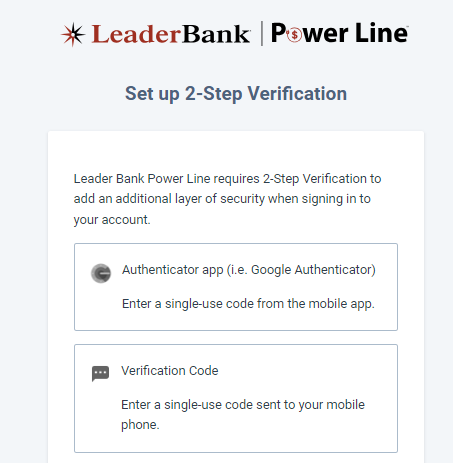 LeaderBank | Power Line
Set up 2-Step Verification
Leader Bank Power Line requires 2-Step Verification to
add an additional layer of security when signing in to
your account.
Authenticator app (i.e. Google Authenticator)
Enter a single-use code from the mobile app.
Verification Code
Enter a single-use code sent to your mobile
phone.